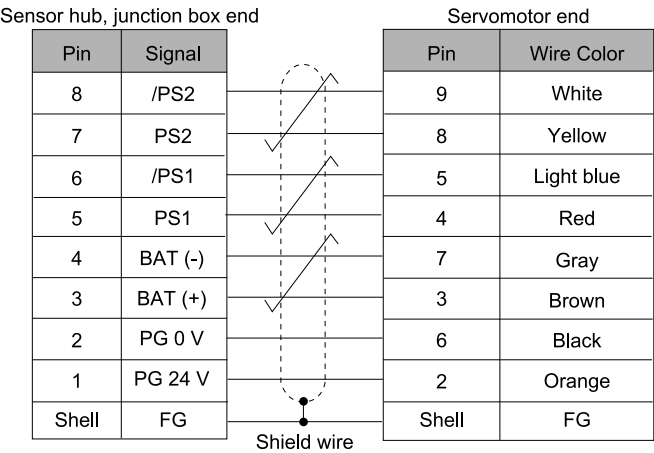 Sensor hub, junction box end Servomotor end
Pin Signal Pin Wire Color
8 /PS2 9 White
7 PS2 8 Yellow
6 /PS1 5 Light blue
5 PS1 4 Red
4 BAT (-) 7 Gray
3 BAT (+) 3 Brown
2 PG 0 V 6 Black
1 PG 24 V 2 Orange
Shell FG Shell FG
Shield wire